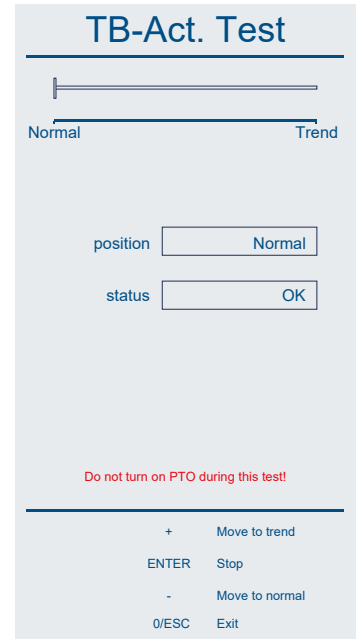 TB-Act. Test
Normal Trend
position Normal
status OK
Do not turn on PTO during this test!
+ Move to trend
ENTER Stop
- Move to normal
0/ESC Exit